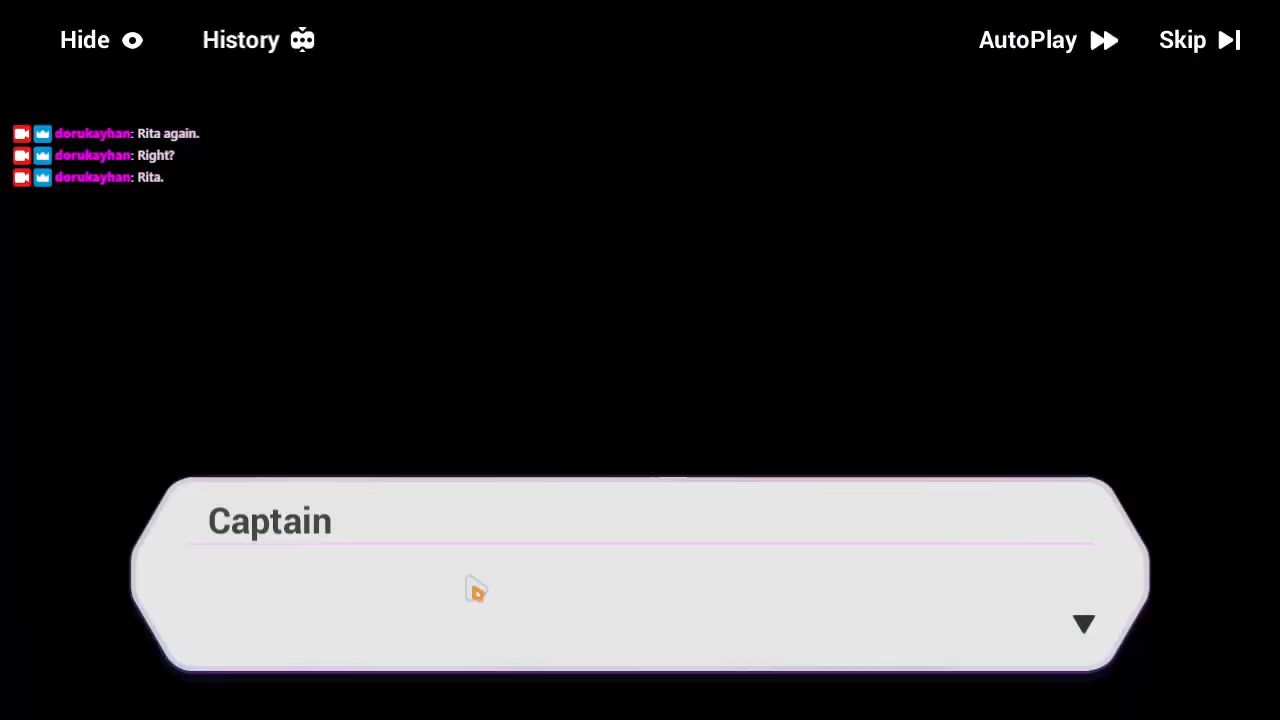 Hide
History
AutoPlay
Skip
dorukayhan: Rita again.
dorukayhan: Right?
dorukayhan: Rita.
Captain